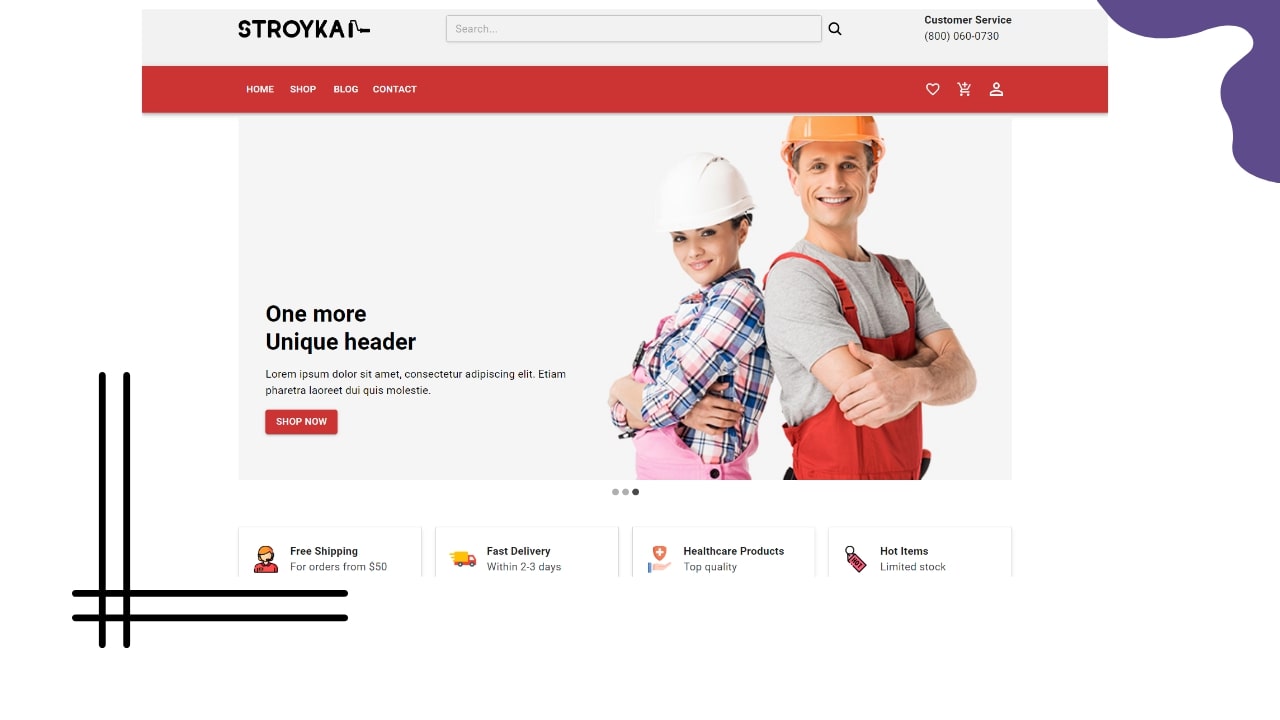 STROYKA
Search...
Customer Service
(800) 060-0730
HOME SHOP BLOG CONTACT
One more
Unique header
Lorem ipsum dolor sit amet, consectetur adipiscing elit. Etiam
pharetra laoreet dui quis molestie.
SHOP NOW
Free Shipping
For orders from $50
Fast Delivery
Within 2-3 days
Healthcare Products
Top quality
HOT
Hot Items
Limited stock